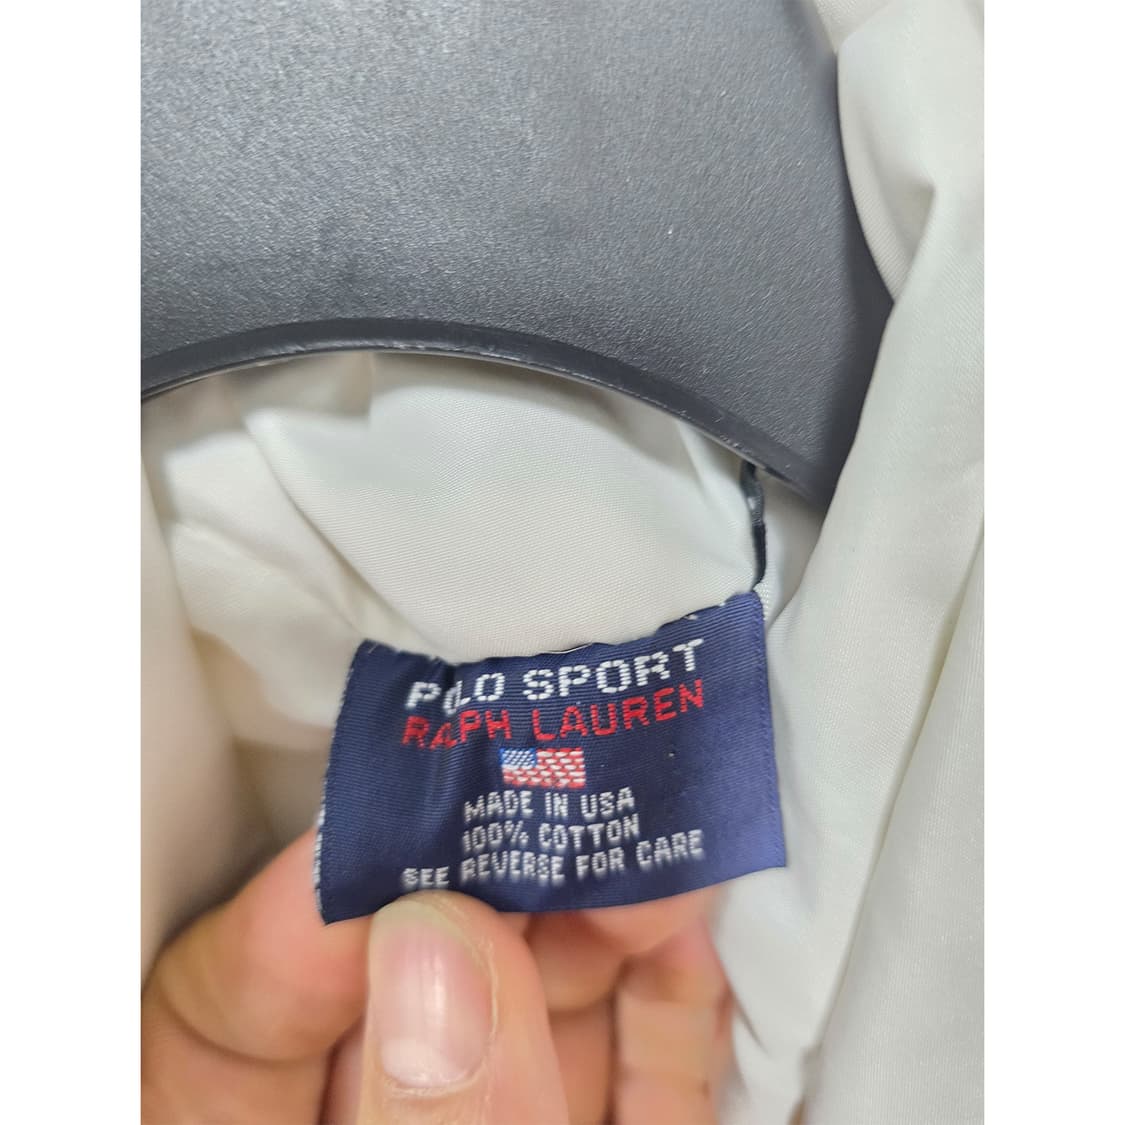 POLO SPORT
RALPH LAUREN
MADE IN USA
100% COTTON
SEE REVERSE FOR CARE